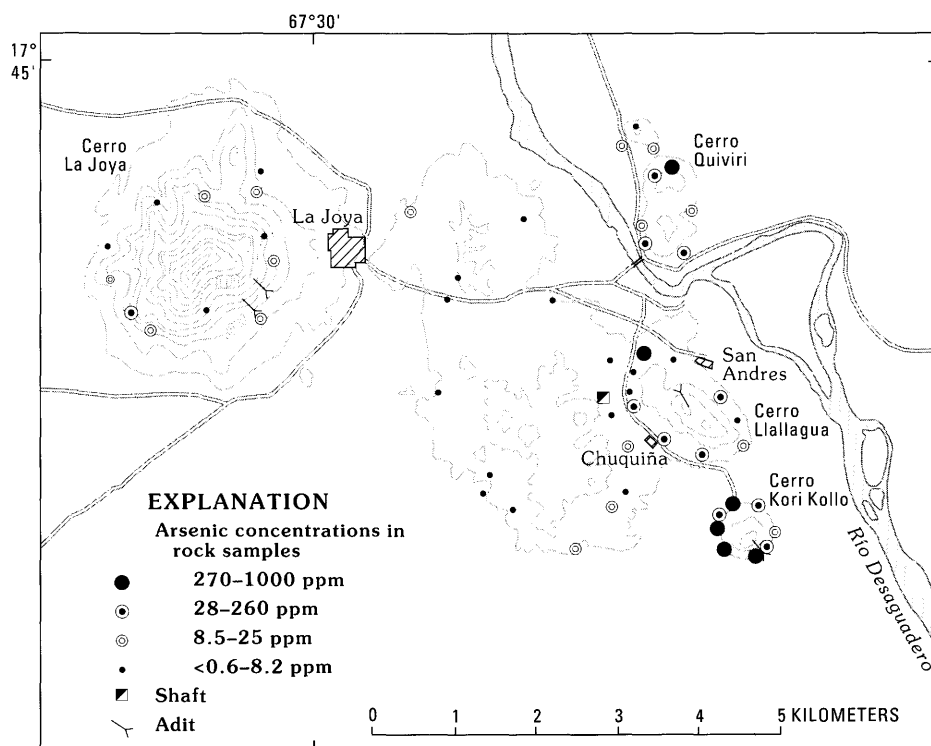 67°30'
17°
45'
Cerro
La Joya
Cerro
Quiviri
La Joya
San
Andres
Cerro
Llallagua
Chuquiña
Cerro
Kori Kollo
Río Desaguadero
EXPLANATION
Arsenic concentrations in
rock samples
270–1000 ppm
28–260 ppm
8.5–25 ppm
<0.6–8.2 ppm
Shaft
Adit
0 1 2 3 4 5 KILOMETERS